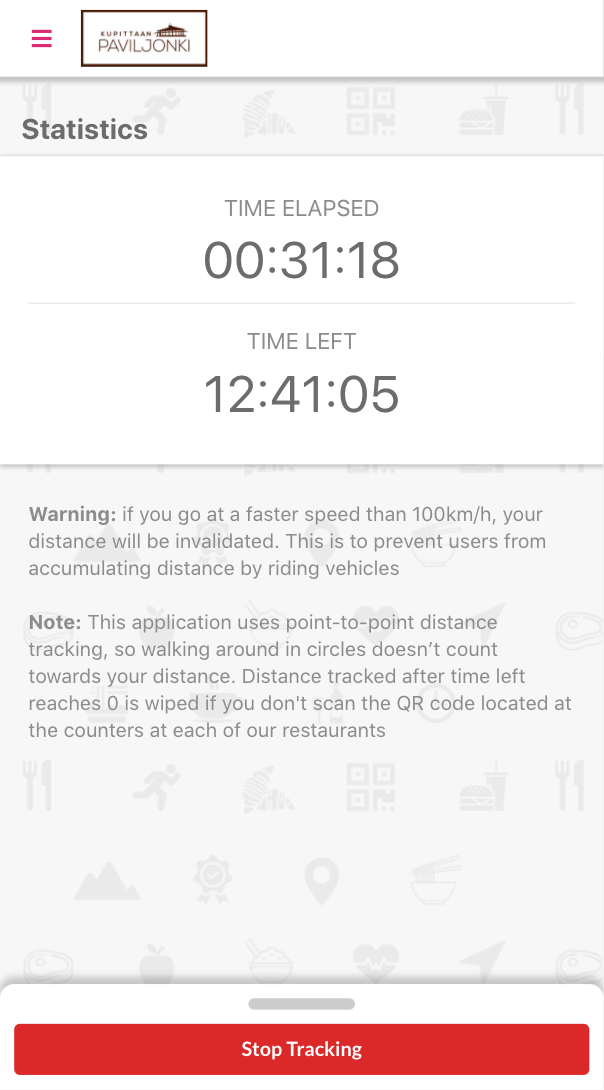 KUPITTAAN
PAVILJONKI
Statistics
TIME ELAPSED
00:31:18
TIME LEFT
12:41:05
Warning: if you go at a faster speed than 100km/h, your
distance will be invalidated. This is to prevent users from
accumulating distance by riding vehicles
Note: This application uses point-to-point distance
tracking, so walking around in circles doesn’t count
towards your distance. Distance tracked after time left
reaches 0 is wiped if you don't scan the QR code located at
the counters at each of our restaurants
Stop Tracking